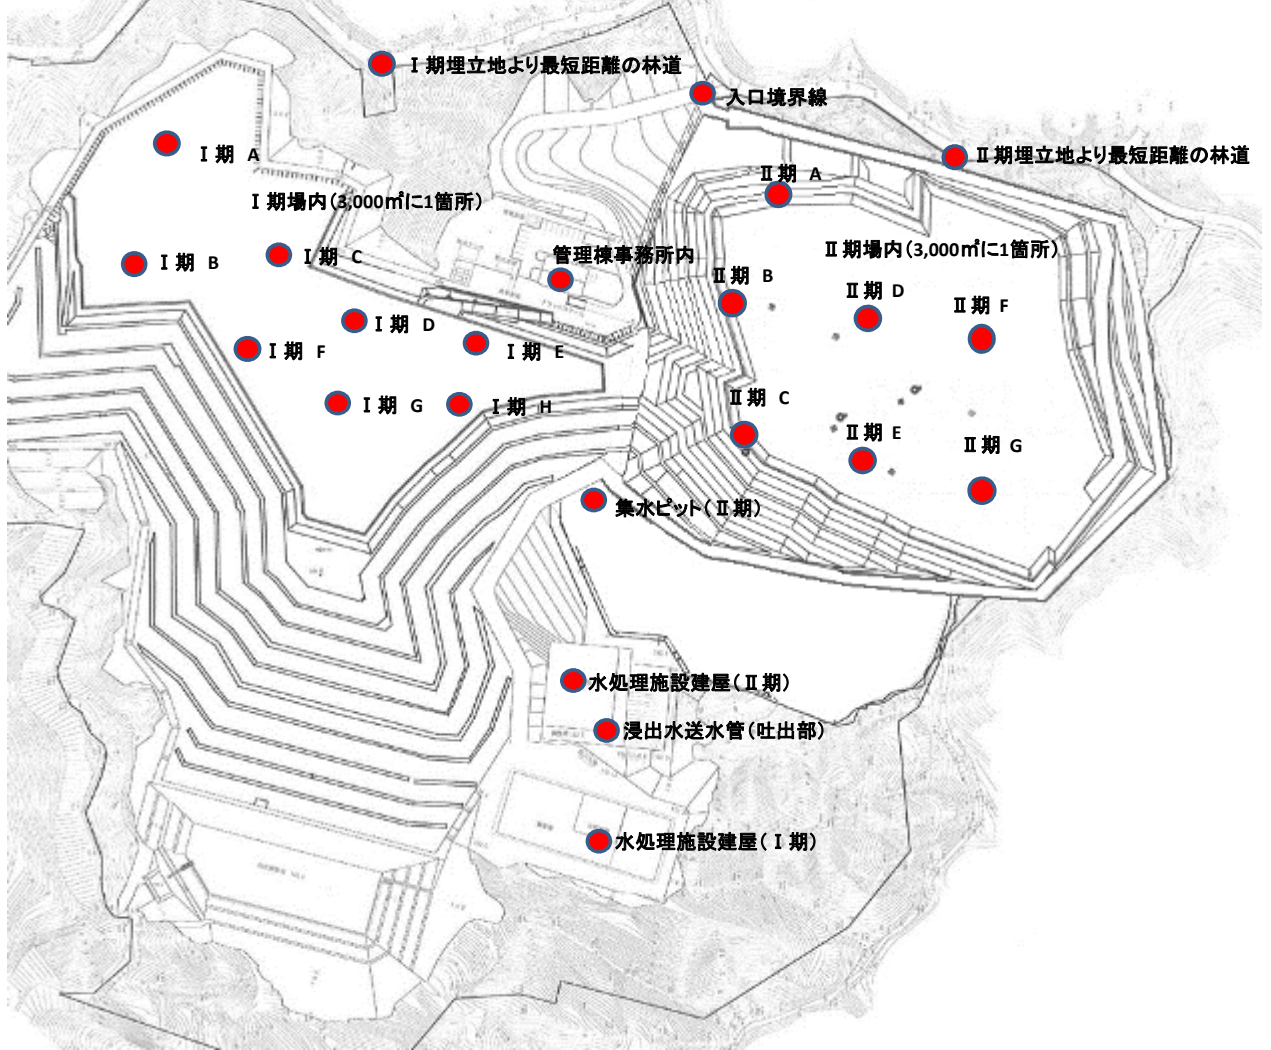 Ⅰ期埋立地より最短距離の林道
入口境界線
Ⅱ期埋立地より最短距離の林道
Ⅰ期 A
Ⅱ期 A
Ⅰ期場内(3,000㎡に1箇所)
Ⅱ期場内(3,000㎡に1箇所)
Ⅰ期 B
Ⅰ期 C
管理棟事務所内
Ⅱ期 B
Ⅱ期 D
Ⅱ期 F
Ⅰ期 D
Ⅰ期 F
Ⅰ期 E
Ⅰ期 G
Ⅰ期 H
Ⅱ期 C
Ⅱ期 E
Ⅱ期 G
集水ピット(Ⅱ期)
水処理施設建屋(Ⅱ期)
浸出水送水管(吐出部)
水処理施設建屋(Ⅰ期)